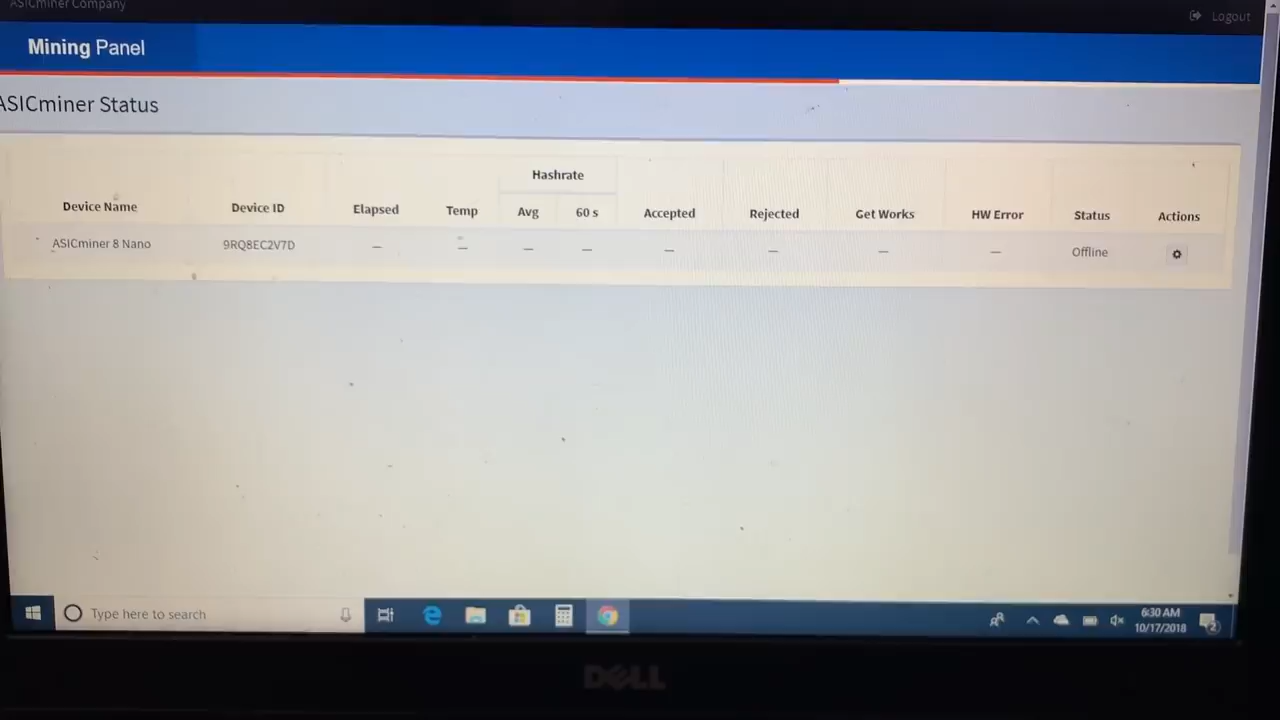 ASICminer Company
Logout
Mining Panel
ASICminer Status
Hashrate
Device Name Device ID Elapsed Temp Avg 60 s Accepted Rejected Get Works HW Error Status Actions
ASICminer 8 Nano 9RQ8EC2V7D — — — — — — — — Offline
Type here to search
6:30 AM
10/17/2018
2
DELL